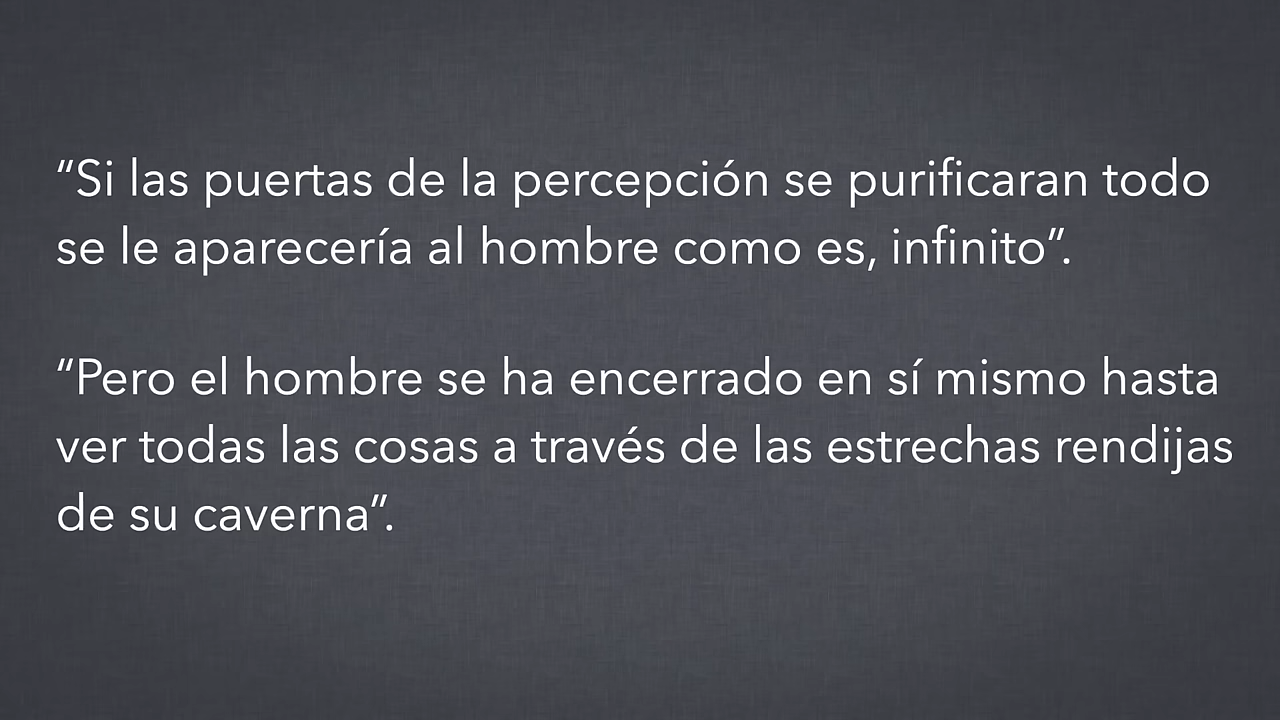 “Si las puertas de la percepción se purificaran todo
se le aparecería al hombre como es, infinito”.
“Pero el hombre se ha encerrado en sí mismo hasta
ver todas las cosas a través de las estrechas rendijas
de su caverna”.